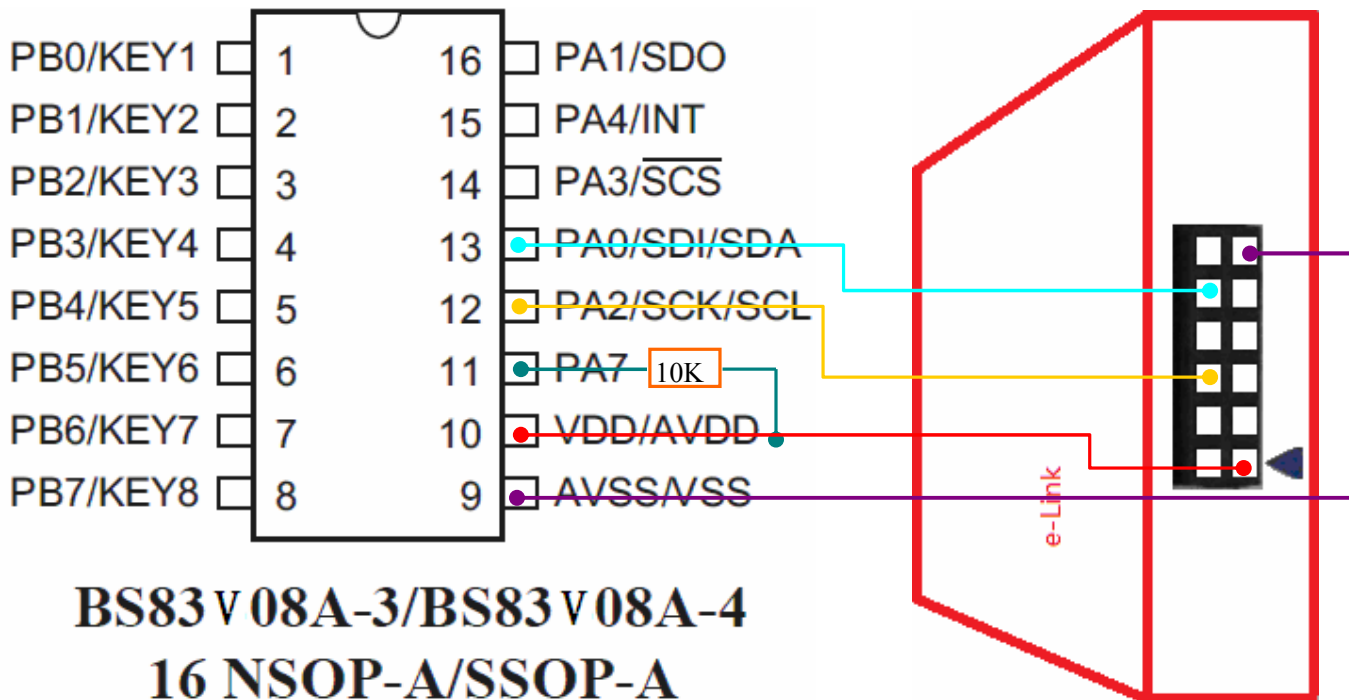 PB0/KEY1 1 16 PA1/SDO
PB1/KEY2 2 15 PA4/INT
PB2/KEY3 3 14 PA3/SCS
PB3/KEY4 4 13 PA0/SDI/SDA
PB4/KEY5 5 12 PA2/SCK/SCL
PB5/KEY6 6 11 PA7 10K
PB6/KEY7 7 10 VDD/AVDD
PB7/KEY8 8 9 AVSS/VSS
e-Link
BS83V08A-3/BS83V08A-4
16 NSOP-A/SSOP-A